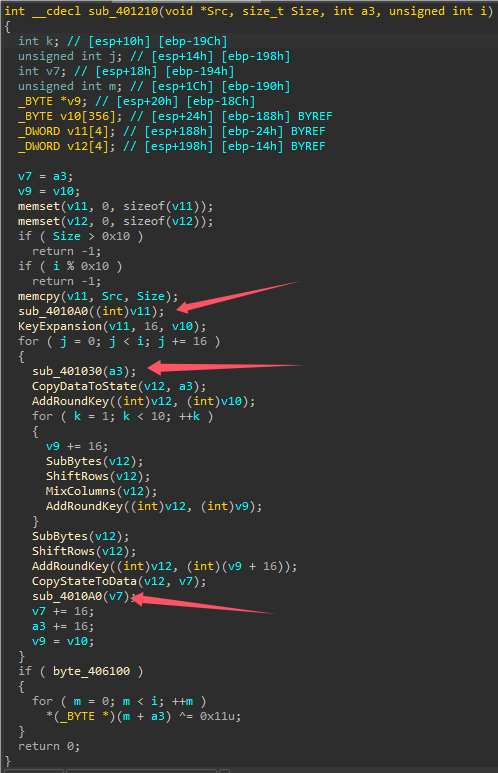 int __cdecl sub_401210(void *Src, size_t Size, int a3, unsigned int i)
{
int k; // [esp+10h] [ebp-19Ch]
unsigned int j; // [esp+14h] [ebp-198h]
int v7; // [esp+18h] [ebp-194h]
unsigned int m; // [esp+1Ch] [ebp-190h]
_BYTE *v9; // [esp+20h] [ebp-18Ch]
_BYTE v10[356]; // [esp+24h] [ebp-188h] BYREF
_DWORD v11[4]; // [esp+188h] [ebp-24h] BYREF
_DWORD v12[4]; // [esp+198h] [ebp-14h] BYREF
v7 = a3;
v9 = v10;
memset(v11, 0, sizeof(v11));
memset(v12, 0, sizeof(v12));
if ( Size > 0x10 )
return -1;
if ( i % 0x10 )
return -1;
memcpy(v11, Src, Size);
sub_4010A0((int)v11);
KeyExpansion(v11, 16, v10);
for ( j = 0; j < i; j += 16 )
{
sub_401030(a3);
CopyDataToState(v12, a3);
AddRoundKey((int)v12, (int)v10);
for ( k = 1; k < 10; ++k )
{
v9 += 16;
SubBytes(v12);
ShiftRows(v12);
MixColumns(v12);
AddRoundKey((int)v12, (int)v9);
}
SubBytes(v12);
ShiftRows(v12);
AddRoundKey((int)v12, (int)(v9 + 16));
CopyStateToData(v12, v7);
sub_4010A0(v7);
v7 += 16;
a3 += 16;
v9 = v10;
}
if ( byte_406100 )
{
for ( m = 0; m < i; ++m )
*(_BYTE *)(m + a3) ^= 0x11u;
}
return 0;
}